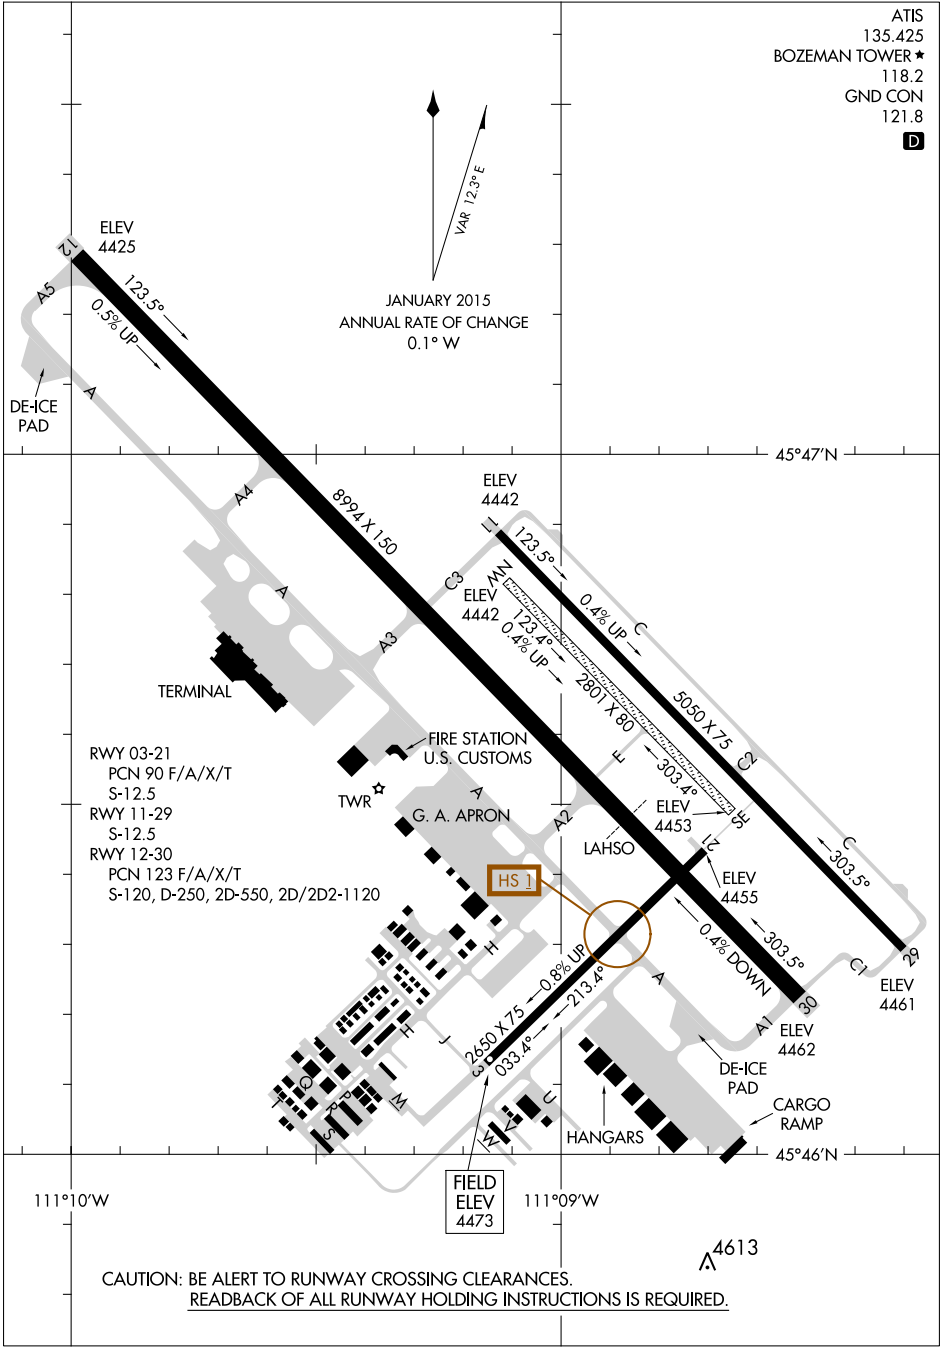 ATIS
135.425
BOZEMAN TOWER ★
118.2
GND CON
121.8
D
VAR 12.3° E
JANUARY 2015
ANNUAL RATE OF CHANGE
0.1° W
ELEV
4425
12
123.5°
0.5% UP
A5
A
DE-ICE
PAD
45°47'N
A4
8994 X 150
ELEV
4442
11
123.5°
0.4% UP
C
NW
ELEV
4442
123.4°
0.4% UP
2801 X 80
C3
A3
A
5050 X 75
C2
C
E
303.4°
SE
ELEV
4453
303.5°
TERMINAL
FIRE STATION
U.S. CUSTOMS
TWR
G. A. APRON
A
A2
LAHSO
21
ELEV
4455
RWY 03-21
PCN 90 F/A/X/T
S-12.5
RWY 11-29
S-12.5
RWY 12-30
PCN 123 F/A/X/T
S-120, D-250, 2D-550, 2D/2D2-1120
HS 1
0.4% DOWN
303.5°
29
ELEV
4461
C1
30
ELEV
4462
A1
A
H
H
J
2650 X 75
0.8% UP
033.4°
213.4°
3
DE-ICE
PAD
CARGO
RAMP
HANGARS
U
V
W
M
Q
T
P
R
S
45°46'N
FIELD
ELEV
4473
111°10'W
111°09'W
4613
CAUTION: BE ALERT TO RUNWAY CROSSING CLEARANCES.
READBACK OF ALL RUNWAY HOLDING INSTRUCTIONS IS REQUIRED.